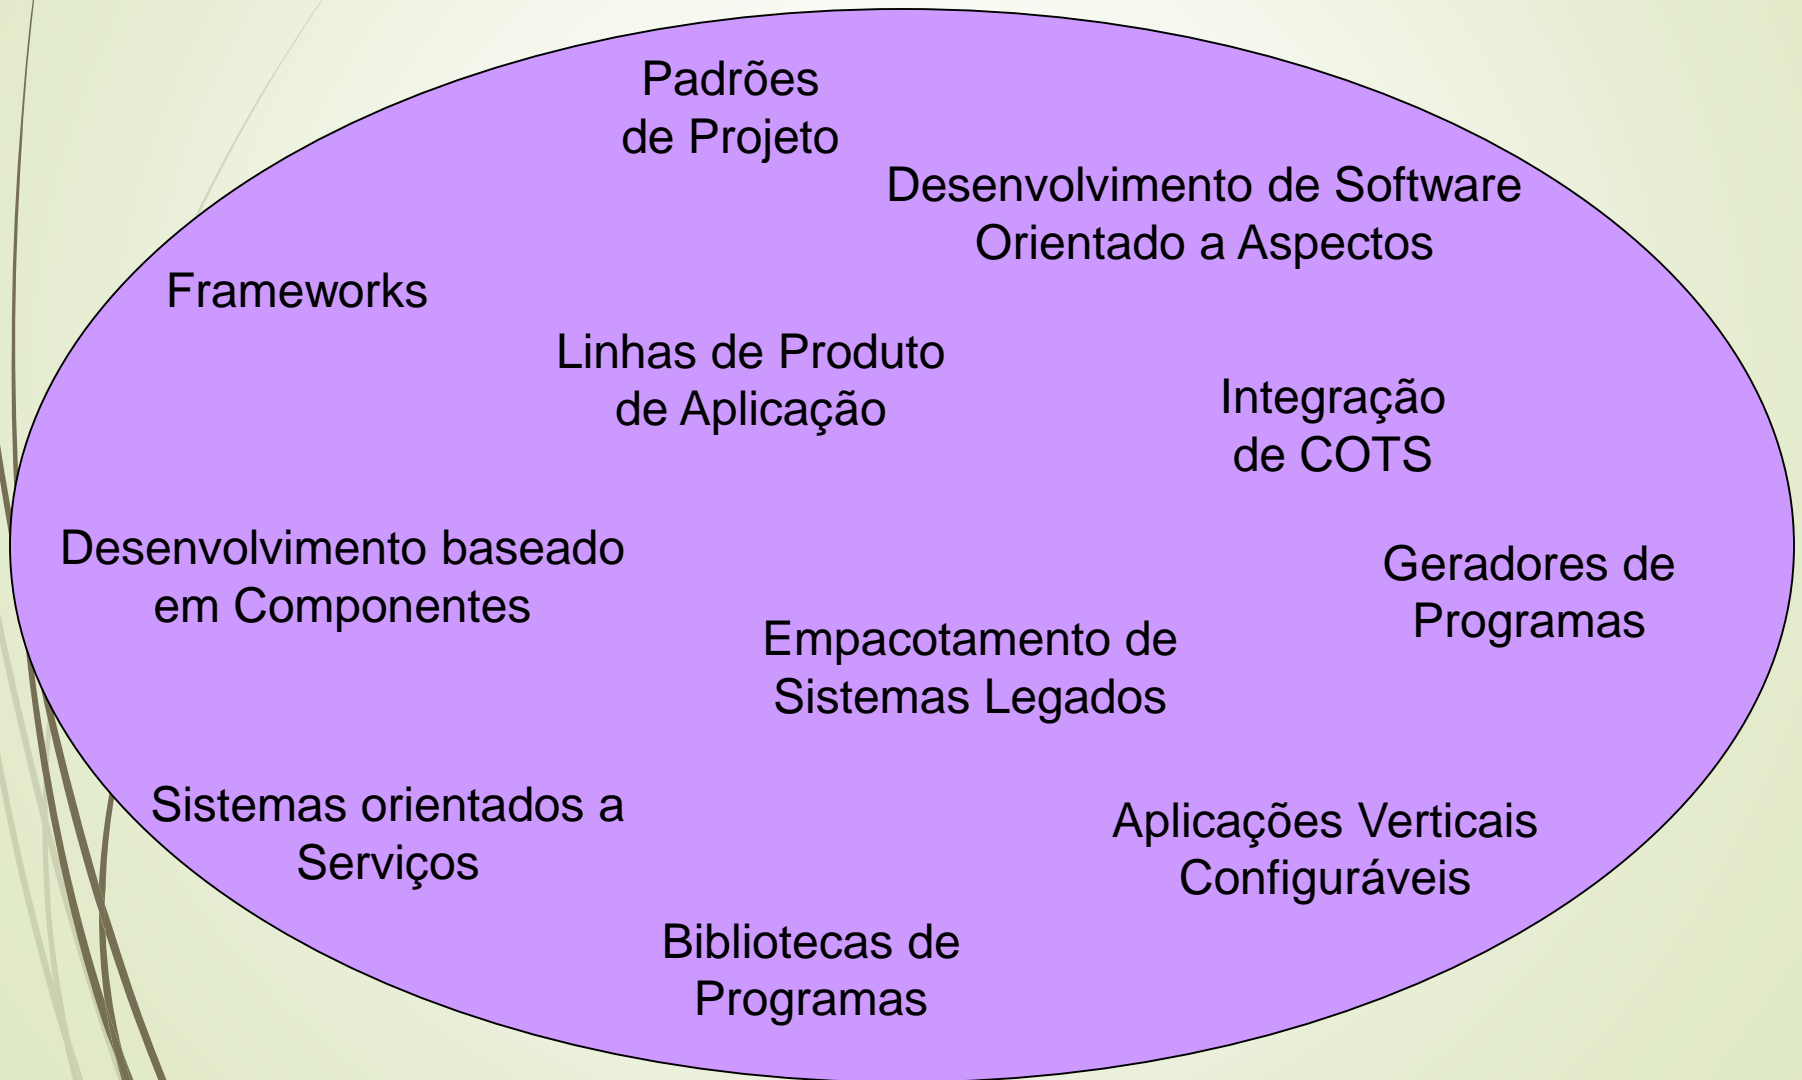 Padrões
de Projeto
Desenvolvimento de Software
Orientado a Aspectos
Frameworks
Linhas de Produto
de Aplicação
Integração
de COTS
Desenvolvimento baseado
em Componentes
Geradores de
Programas
Empacotamento de
Sistemas Legados
Sistemas orientados a
Serviços
Aplicações Verticais
Configuráveis
Bibliotecas de
Programas